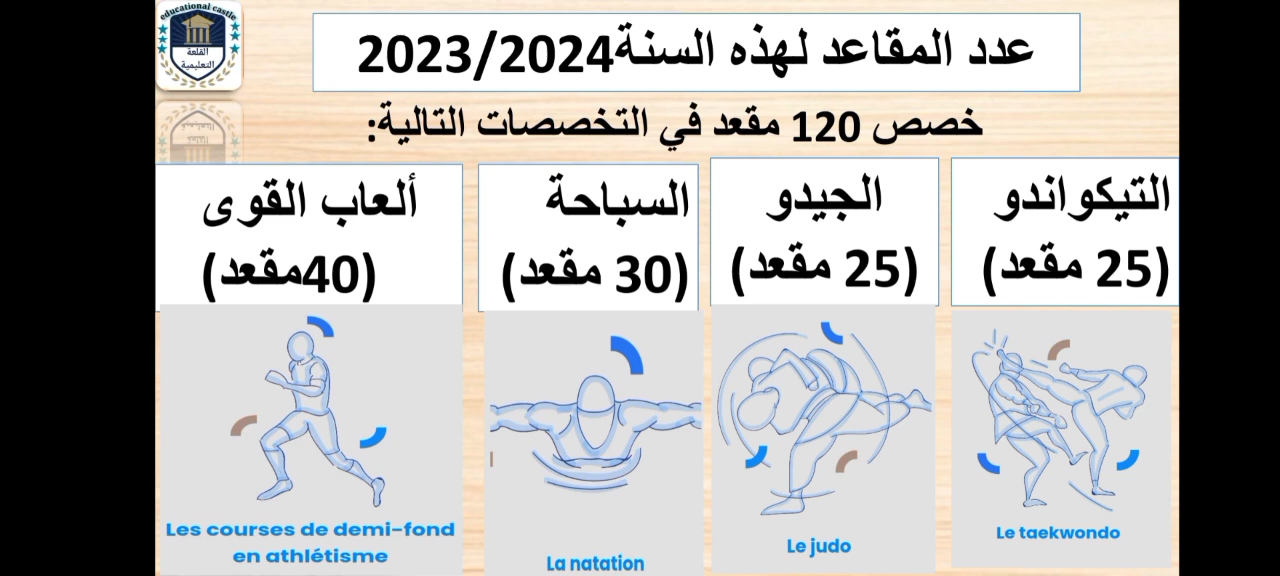 educational castle
القلعة
التعليمية
عدد المقاعد لهذه السنة2023/2024
خصص 120 مقعد في التخصصات التالية:
التيكواندو
(25 مقعد)
الجيدو
(25 مقعد)
السباحة
(30 مقعد)
ألعاب القوى
(40مقعد)
Le taekwondo
Le judo
La natation
Les courses de demi-fond
en athlétisme